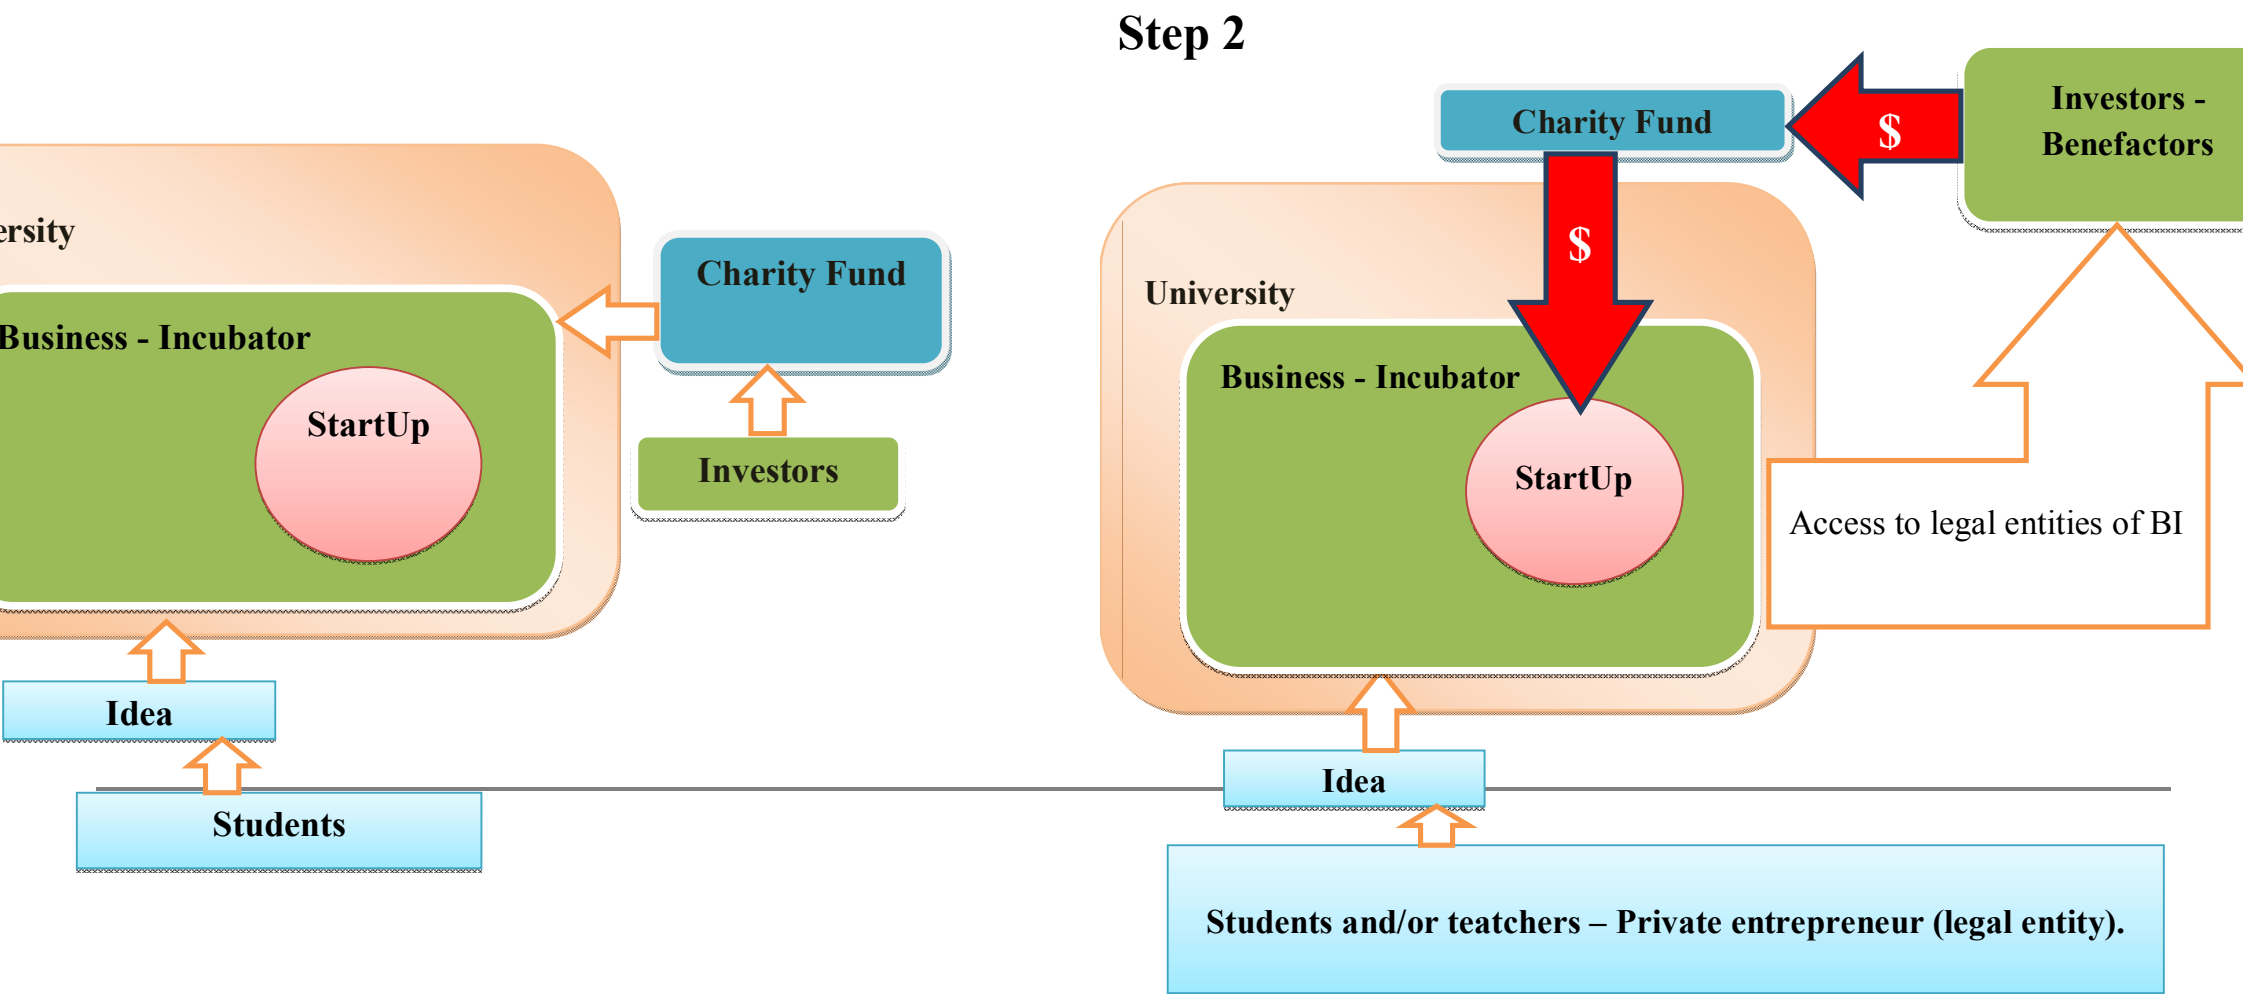 Step 2
ersity
Business - Incubator
StartUp
Charity Fund
Investors
Idea
Students
Charity Fund
$
Investors -
Benefactors
$
University
Business - Incubator
StartUp
Access to legal entities of BI
Idea
Students and/or teatchers – Private entrepreneur (legal entity).